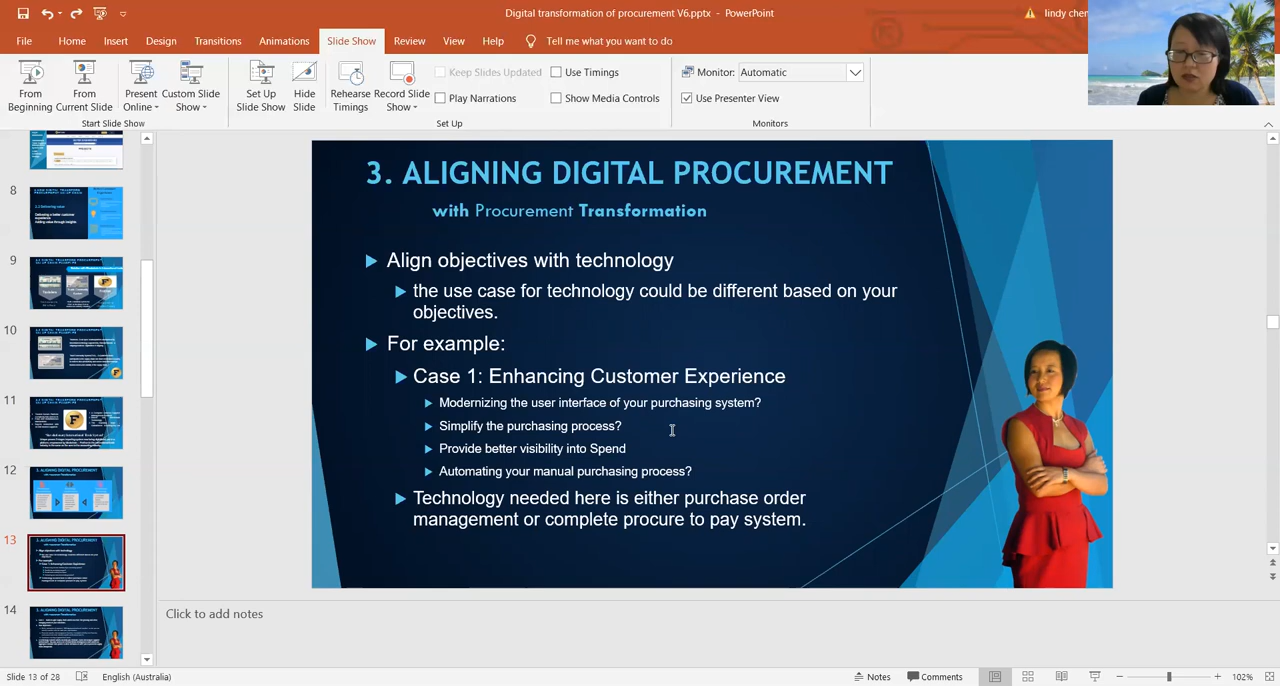 Digital transformation of procurement V6.pptx - PowerPoint
lindy chen
File Home Insert Design Transitions Animations Slide Show Review View Help Tell me what you want to do
From Beginning
From Current Slide
Present Online
Custom Slide Show
Start Slide Show
Set Up Slide Show
Hide Slide
Rehearse Timings
Record Slide Show
Keep Slides Updated
Play Narrations
Use Timings
Show Media Controls
Set Up
Monitor: Automatic
Use Presenter View
Monitors
8
9
10
11
12
13
14
3. ALIGNING DIGITAL PROCUREMENT
with Procurement Transformation
Align objectives with technology
the use case for technology could be different based on your
objectives.
For example:
Case 1: Enhancing Customer Experience
Modernizing the user interface of your purchasing system?
Simplify the purchasing process?
Provide better visibility into Spend
Automating your manual purchasing process?
Technology needed here is either purchase order
management or complete procure to pay system.
Click to add notes
Slide 13 of 28 English (Australia) Notes Comments 102%